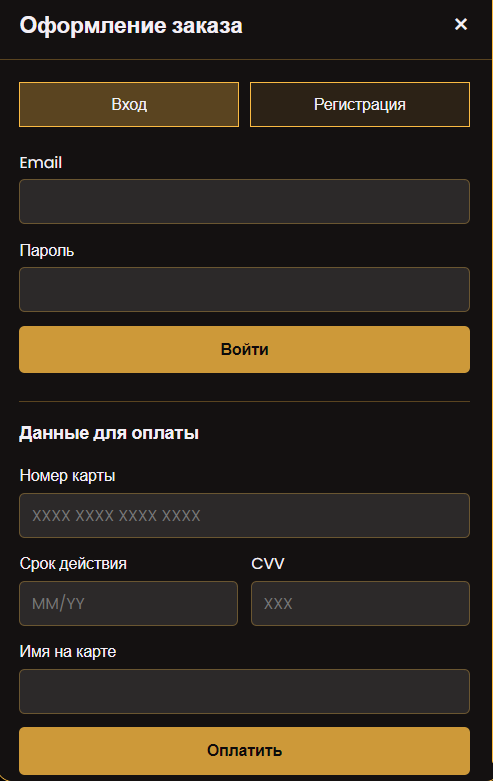 Оформление заказа ×
Вход Регистрация
Email
Пароль
Войти
Данные для оплаты
Номер карты
XXXX XXXX XXXX XXXX
Срок действия CVV
MM/YY XXX
Имя на карте
Оплатить